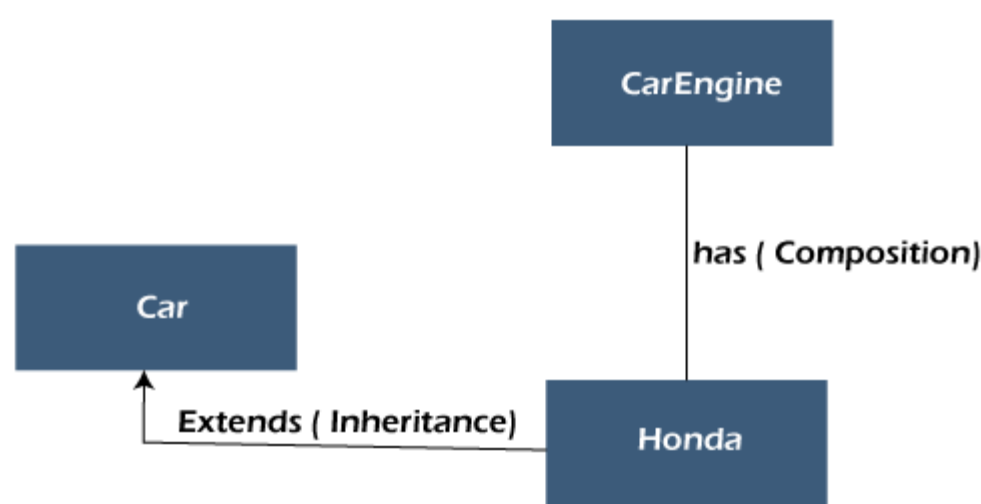 CarEngine
has ( Composition)
Car
Extends ( Inheritance)
Honda